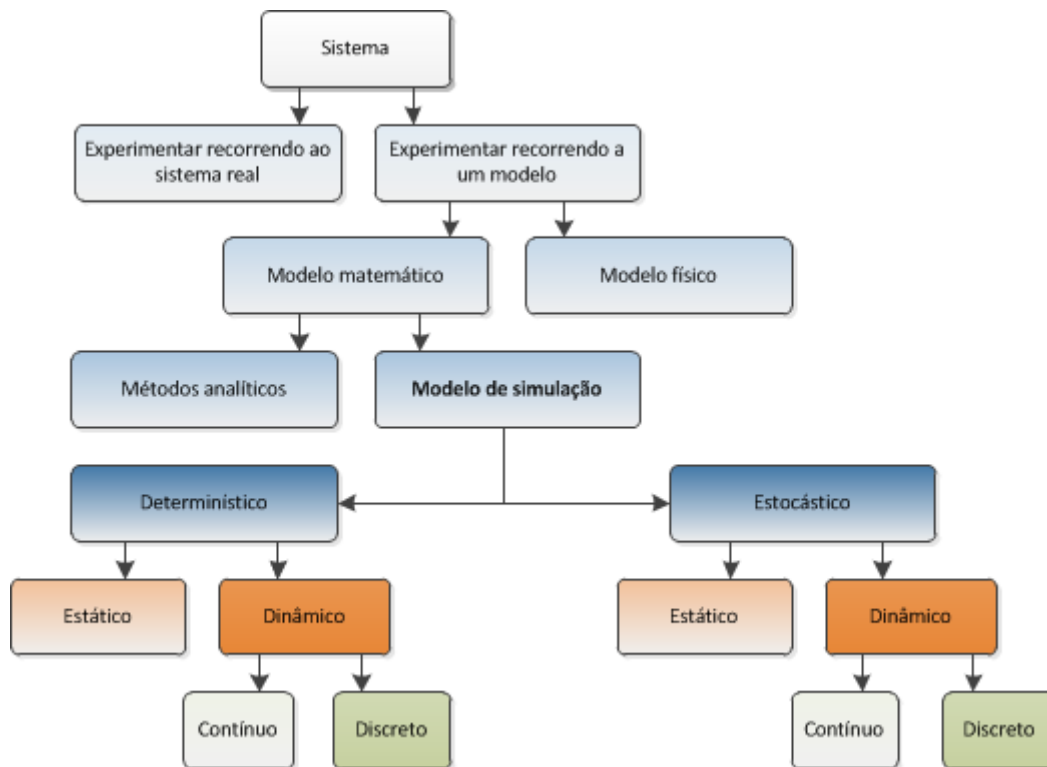 Sistema
Experimentar recorrendo ao
sistema real
Experimentar recorrendo a
um modelo
Modelo matemático
Modelo físico
Métodos analíticos
Modelo de simulação
Determinístico
Estocástico
Estático
Dinâmico
Estático
Dinâmico
Contínuo
Discreto
Contínuo
Discreto